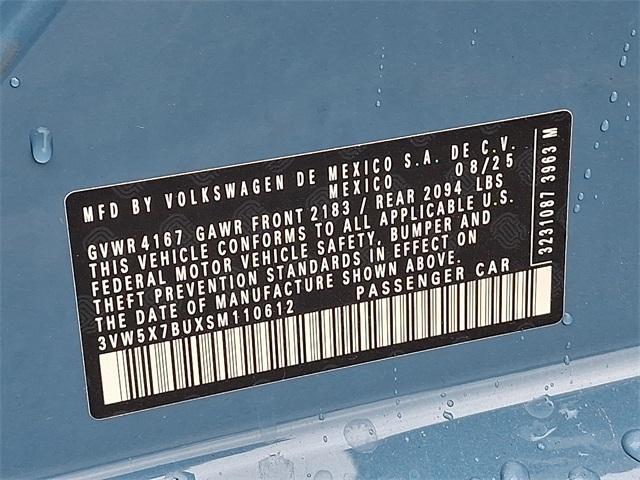 MFD BY VOLKSWAGEN DE MEXICO S.A. DE C.V.
MEXICO 08/25
GVWR 4167 GAWR FRONT 2183 / REAR 2094 LBS
THIS VEHICLE CONFORMS TO ALL APPLICABLE U.S.
FEDERAL MOTOR VEHICLE SAFETY, BUMPER AND
THEFT PREVENTION STANDARDS IN EFFECT ON
THE DATE OF MANUFACTURE SHOWN ABOVE.
3VW5X7BUXSM110612 PASSENGER CAR
3231087 3963 M